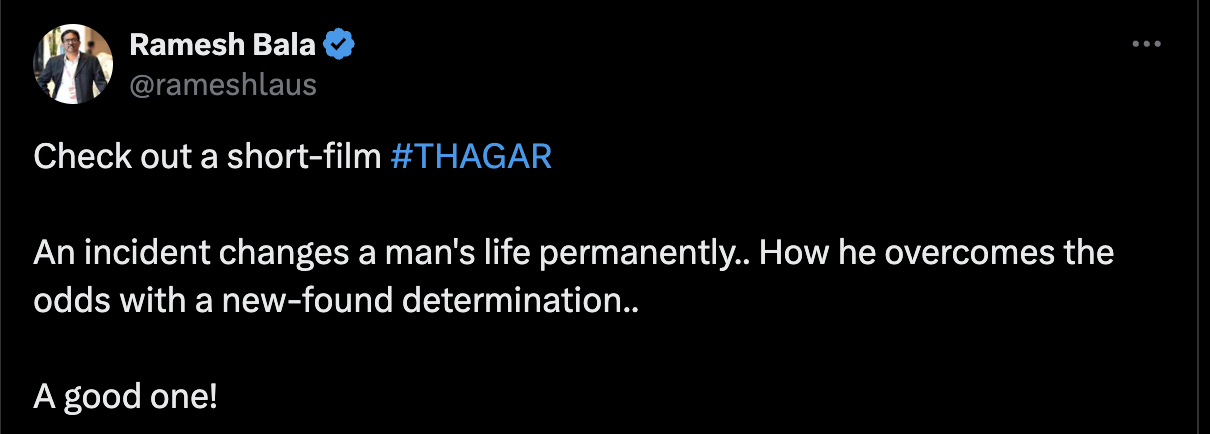 Ramesh Bala
@rameshlaus
Check out a short-film #THAGAR
An incident changes a man's life permanently.. How he overcomes the
odds with a new-found determination..
A good one!